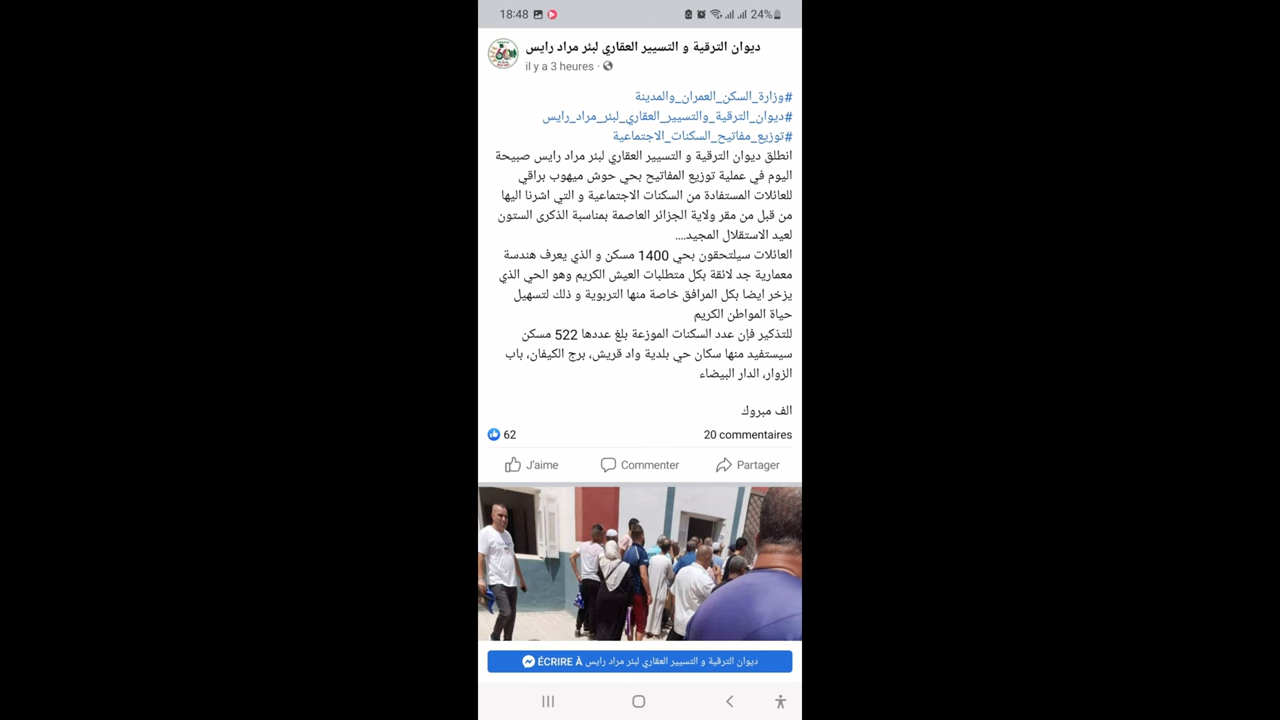 18:48
24%
ديوان الترقية و التسيير العقاري لبئر مراد رايس
il y a 3 heures ·
#وزارة_السكن_العمران_والمدينة
#ديوان_الترقية_والتسيير_العقاري_لبئر_مراد_رايس
#توزيع_مفاتيح_السكنات_الاجتماعية
انطلق ديوان الترقية و التسيير العقاري لبئر مراد رايس صبيحة
اليوم في عملية توزيع المفاتيح بحي حوش ميهوب براقي
للعائلات المستفادة من السكنات الاجتماعية و التي اشرنا اليها
من قبل من مقر ولاية الجزائر العاصمة بمناسبة الذكرى الستون
لعيد الاستقلال المجيد....
العائلات سيلتحقون بحي 1400 مسكن و الذي يعرف هندسة
معمارية جد لائقة بكل متطلبات العيش الكريم وهو الحي الذي
يزخر ايضا بكل المرافق خاصة منها التربوية و ذلك لتسهيل
حياة المواطن الكريم
للتذكير فإن عدد السكنات الموزعة بلغ عددها 522 مسكن
سيستفيد منها سكان حي بلدية واد قريش، برج الكيفان، باب
الزوار، الدار البيضاء
الف مبروك
62
20 commentaires
J'aime
Commenter
Partager
ÉCRIRE À ديوان الترقية و التسيير العقاري لبئر مراد رايس